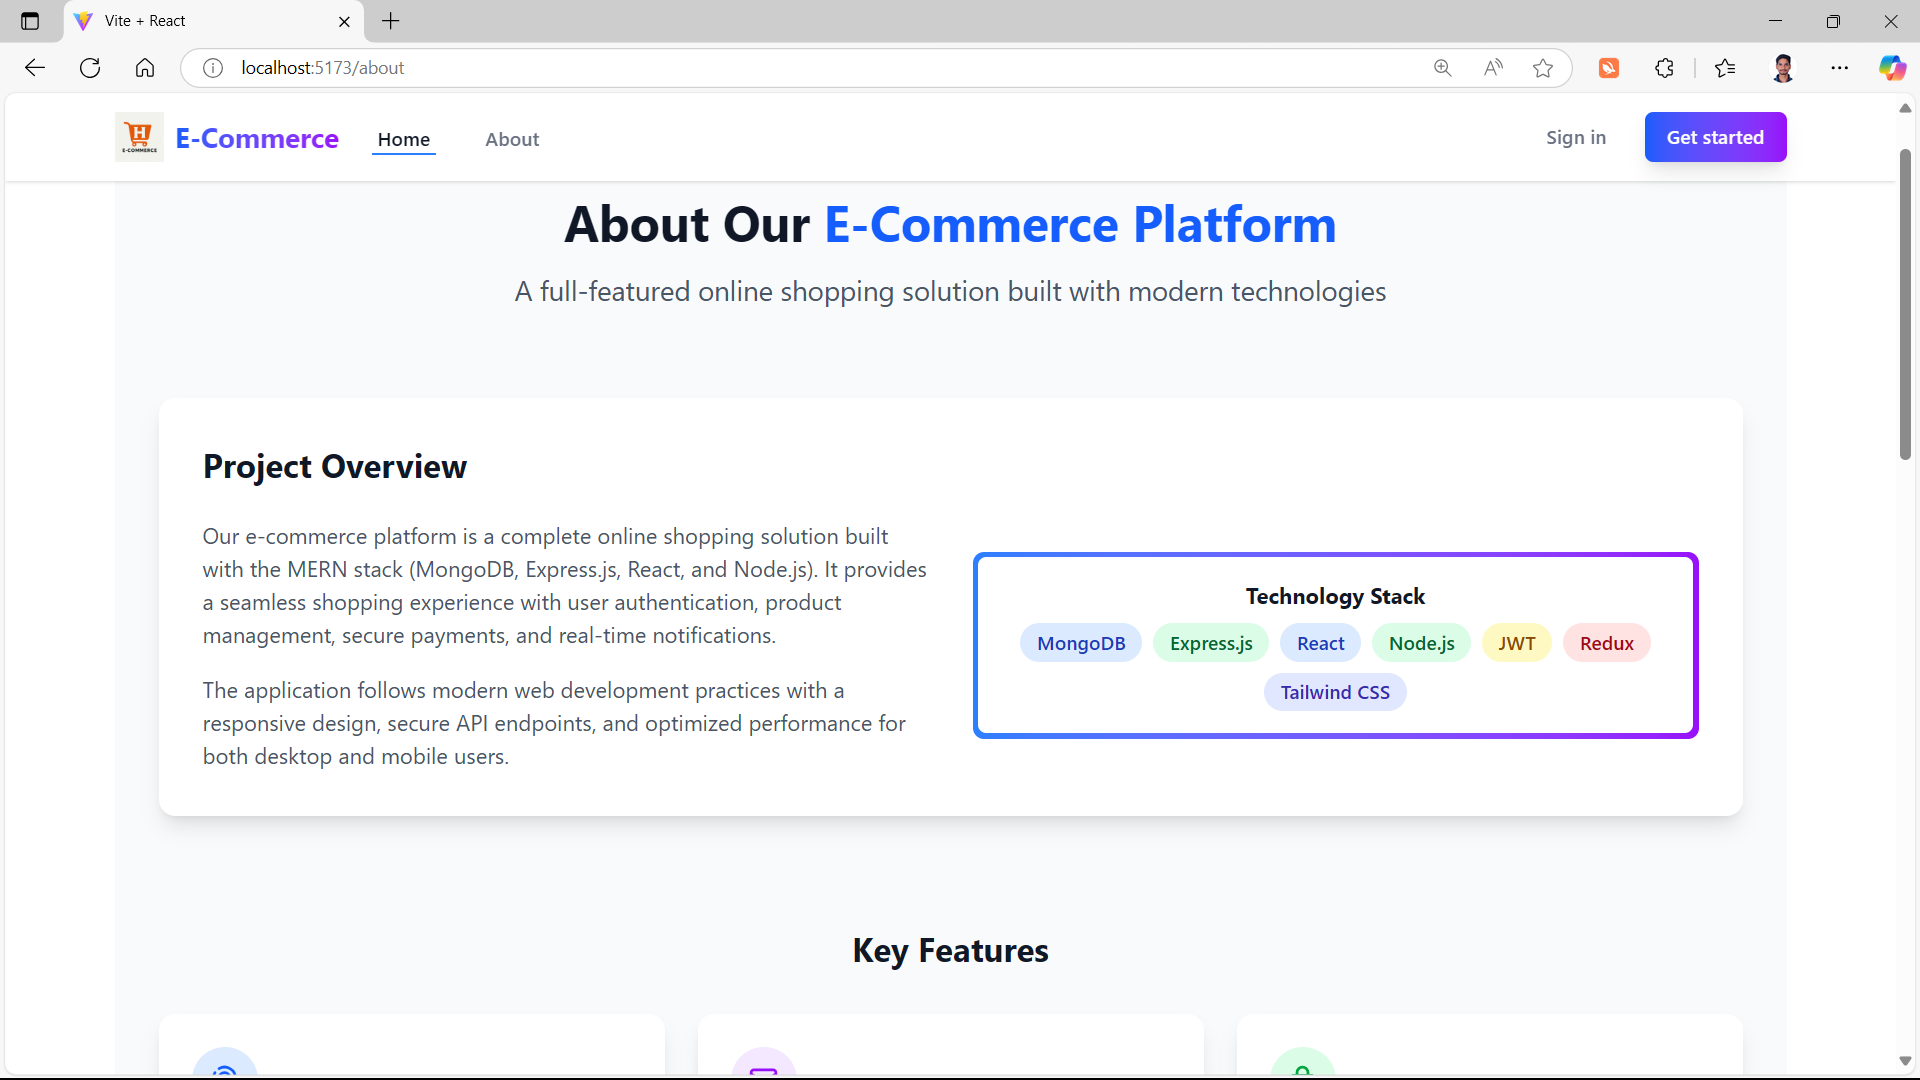 Vite + React
localhost:5173/about
H
E-COMMERCE
E-Commerce
Home
About
Sign in
Get started
About Our E-Commerce Platform
A full-featured online shopping solution built with modern technologies
Project Overview
Our e-commerce platform is a complete online shopping solution built
with the MERN stack (MongoDB, Express.js, React, and Node.js). It provides
a seamless shopping experience with user authentication, product
management, secure payments, and real-time notifications.
The application follows modern web development practices with a
responsive design, secure API endpoints, and optimized performance for
both desktop and mobile users.
Technology Stack
MongoDB Express.js React Node.js JWT Redux
Tailwind CSS
Key Features